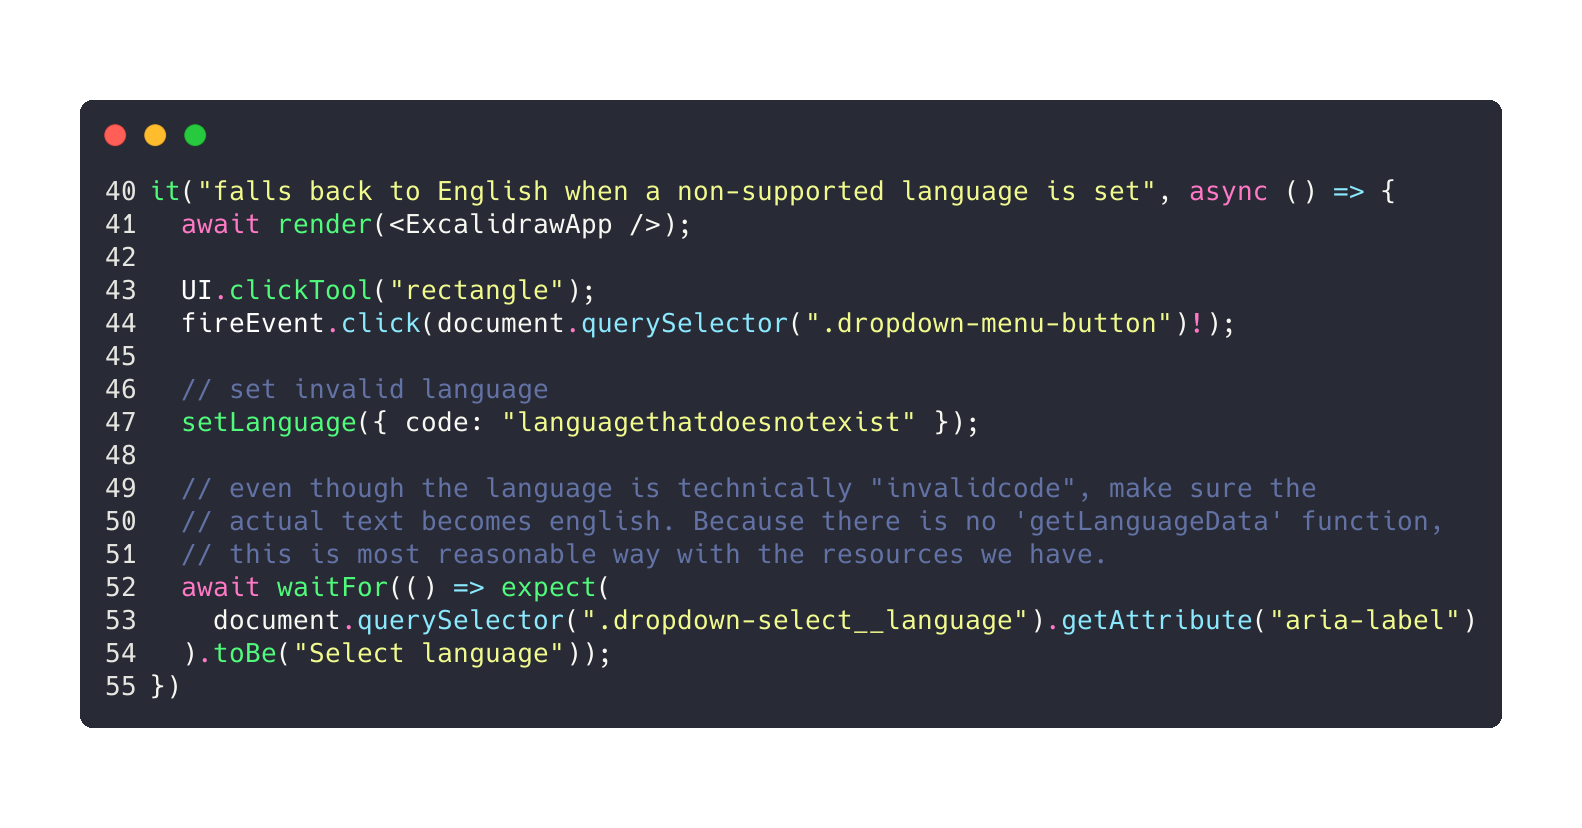 40 it("falls back to English when a non-supported language is set", async () => {
41   await render(<ExcalidrawApp />);
42
43   UI.clickTool("rectangle");
44   fireEvent.click(document.querySelector(".dropdown-menu-button")!);
45
46   // set invalid language
47   setLanguage({ code: "languagethatdoesnotexist" });
48
49   // even though the language is technically "invalidcode", make sure the
50   // actual text becomes english. Because there is no 'getLanguageData' function,
51   // this is most reasonable way with the resources we have.
52   await waitFor(() => expect(
53     document.querySelector(".dropdown-select__language").getAttribute("aria-label")
54   ).toBe("Select language"));
55 })